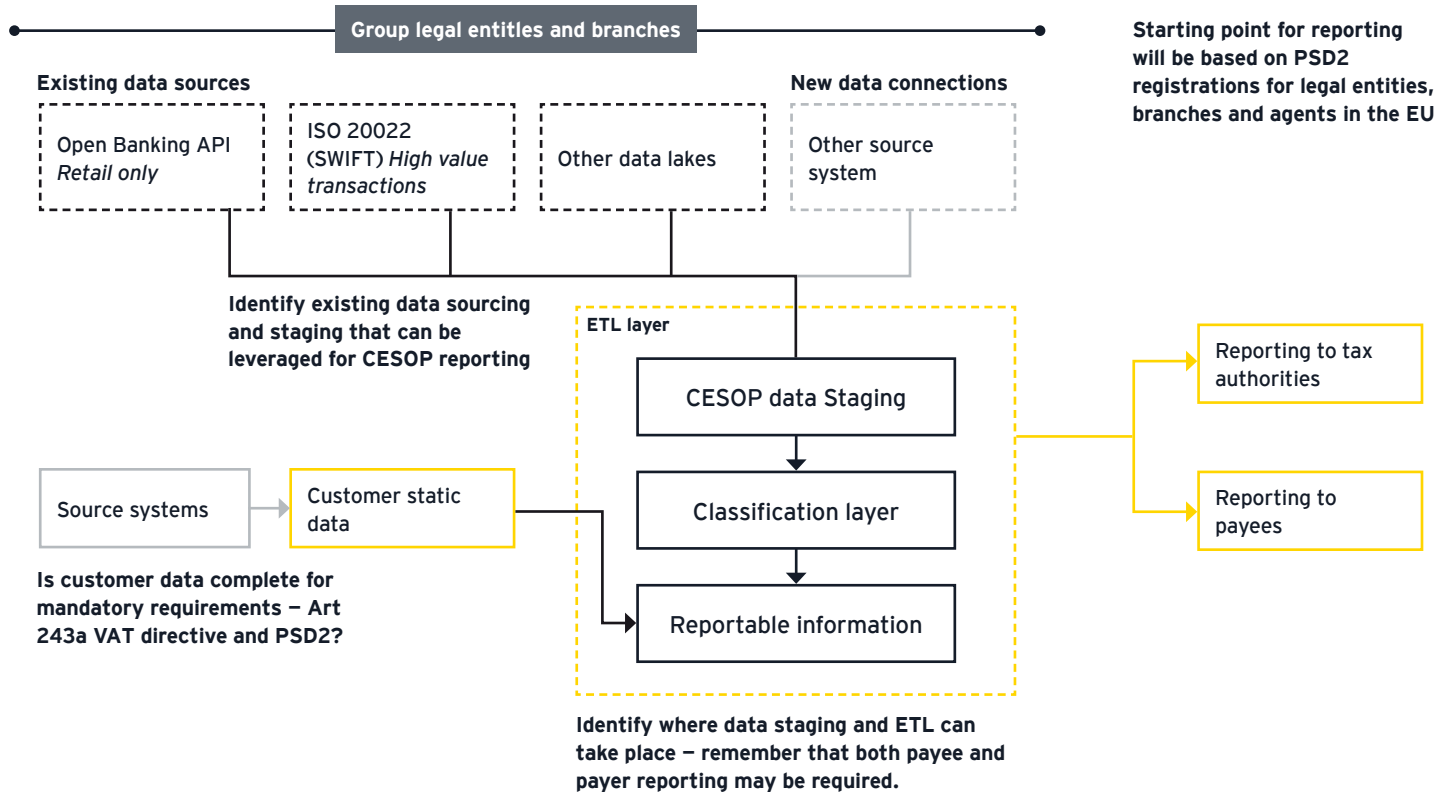 Group legal entities and branches
Starting point for reporting
will be based on PSD2
registrations for legal entities,
branches and agents in the EU
Existing data sources
New data connections
Open Banking API
Retail only
ISO 20022
(SWIFT) High value
transactions
Other data lakes
Other source
system
Identify existing data sourcing
and staging that can be
leveraged for CESOP reporting
ETL layer
CESOP data Staging
Classification layer
Reportable information
Source systems
Customer static
data
Is customer data complete for
mandatory requirements – Art
243a VAT directive and PSD2?
Reporting to tax
authorities
Reporting to
payees
Identify where data staging and ETL can
take place – remember that both payee and
payer reporting may be required.